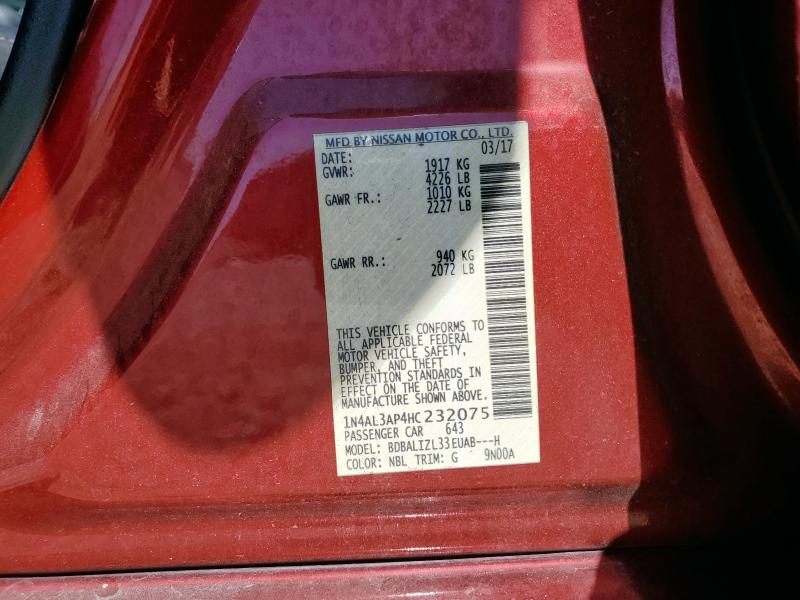 MFD BY NISSAN MOTOR CO., LTD.
DATE: 03/17
GVWR: 1917 KG
4226 LB
GAWR FR.: 1010 KG
2227 LB
GAWR RR.: 940 KG
2072 LB
THIS VEHICLE CONFORMS TO
ALL APPLICABLE FEDERAL
MOTOR VEHICLE SAFETY,
BUMPER, AND THEFT
PREVENTION STANDARDS IN
EFFECT ON THE DATE OF
MANUFACTURE SHOWN ABOVE.
1N4AL3AP4HC232075
PASSENGER CAR 643
MODEL: BDBALIZL33EUAB---H
COLOR: NBL TRIM: G 9N00A